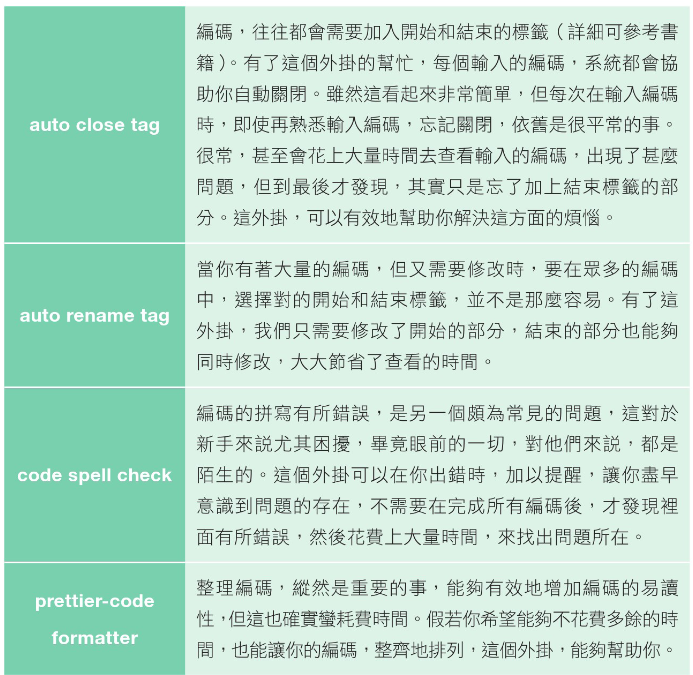 auto close tag
編碼，往往都會需要加入開始和結束的標籤（詳細可參考書
籍）。有了這個外掛的幫忙，每個輸入的編碼，系統都會協
助你自動關閉。雖然這看起來非常簡單，但每次在輸入編碼
時，即使再熟悉輸入編碼，忘記關閉，依舊是很平常的事。
很常，甚至會花上大量時間去查看輸入的編碼，出現了甚麼
問題，但到最後才發現，其實只是忘了加上結束標籤的部
分。這外掛，可以有效地幫助你解決這方面的煩惱。
auto rename tag
當你有著大量的編碼，但又需要修改時，要在眾多的編碼
中，選擇對的開始和結束標籤，並不是那麼容易。有了這
外掛，我們只需要修改了開始的部分，結束的部分也能夠
同時修改，大大節省了查看的時間。
code spell check
編碼的拼寫有所錯誤，是另一個頗為常見的問題，這對於
新手來說尤其困擾，畢竟眼前的一切，對他們來說，都是
陌生的。這個外掛可以在你出錯時，加以提醒，讓你盡早
意識到問題的存在，不需要在完成所有編碼後，才發現裡
面有所錯誤，然後花費上大量時間，來找出問題所在。
prettier-code
formatter
整理編碼，縱然是重要的事，能夠有效地增加編碼的易讀
性，但這也確實蠻耗費時間。假若你希望能夠不花費多餘的時
間，也能讓你的編碼，整齊地排列，這個外掛，能夠幫助你。